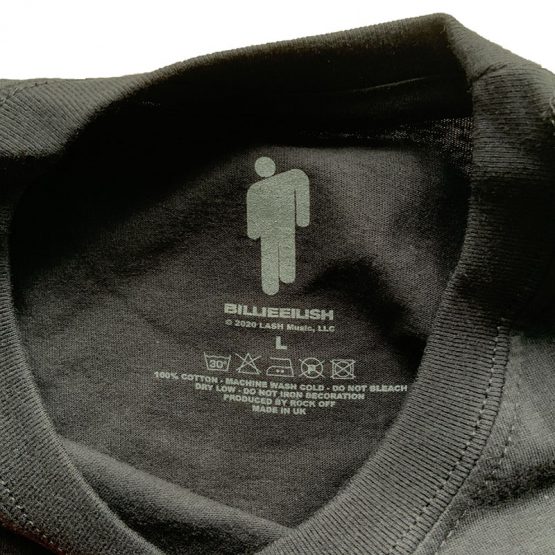 BILLIEEILISH
© 2020 LASH Music, LLC
L
30°
100% COTTON - MACHINE WASH COLD - DO NOT BLEACH
DRY LOW - DO NOT IRON DECORATION
PRODUCED BY ROCK OFF
MADE IN UK